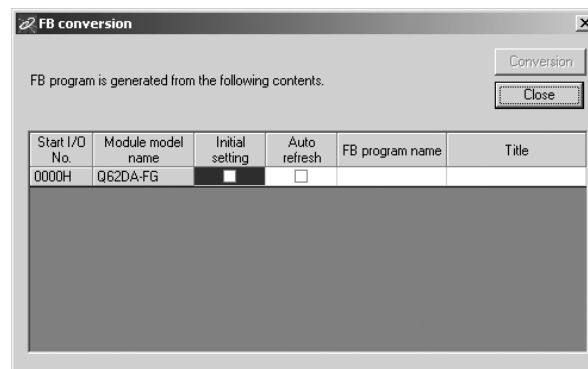 FB conversion
Conversion
FB program is generated from the following contents.
Close
Start I/O No. Module model name Initial setting Auto refresh FB program name Title
0000H Q62DA-FG